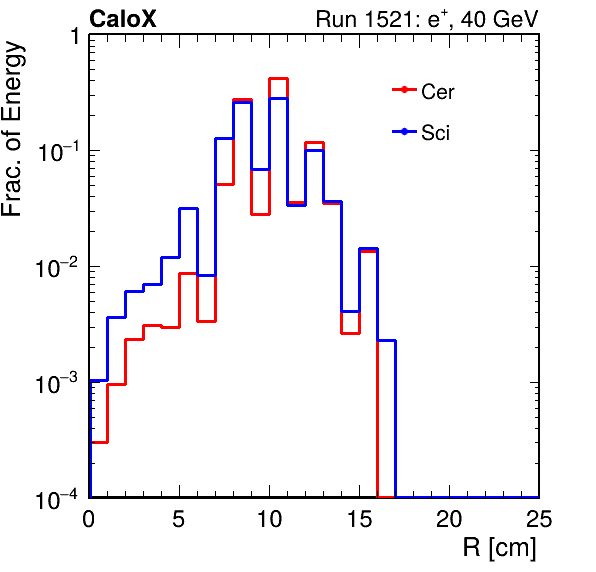 CaloX Run 1521: e⁺, 40 GeV
Frac. of Energy
1
10⁻¹
10⁻²
10⁻³
10⁻⁴
Cer
Sci
0 5 10 15 20 25
R [cm]